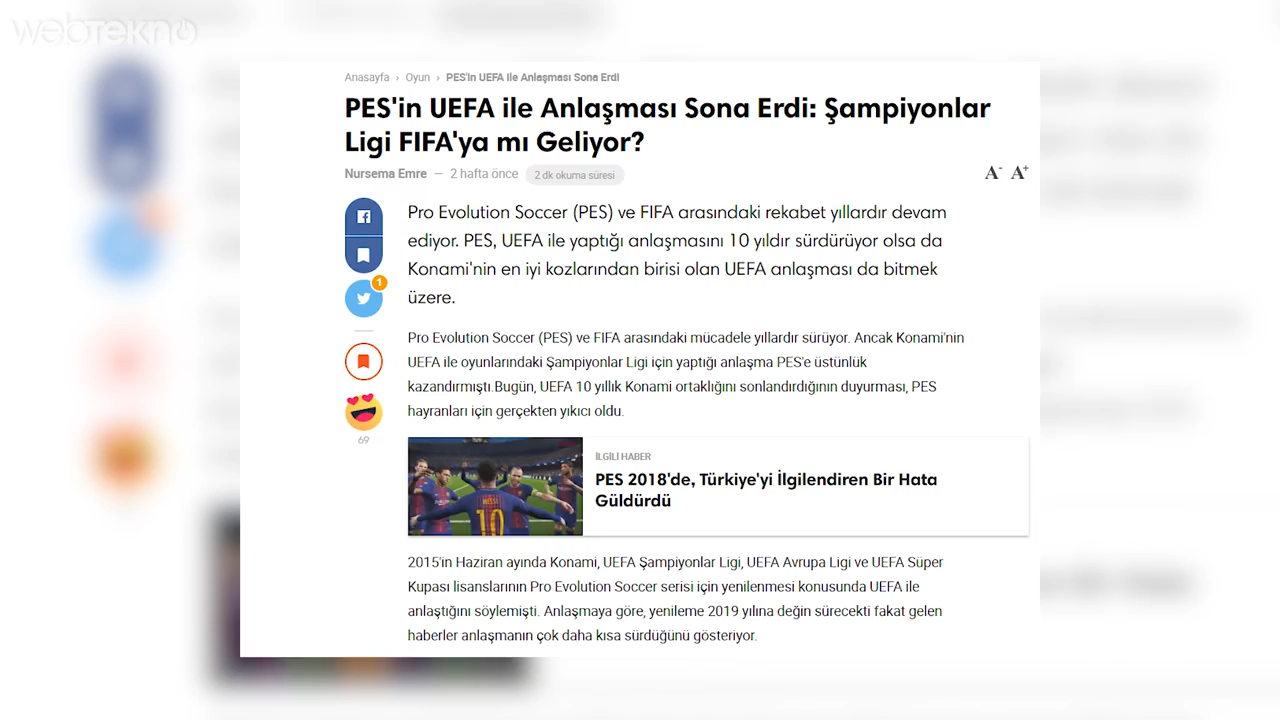 webtekno
Anasayfa › Oyun › PES'in UEFA ile Anlaşması Sona Erdi
PES'in UEFA ile Anlaşması Sona Erdi: Şampiyonlar
Ligi FIFA'ya mı Geliyor?
Nursema Emre — 2 hafta önce 2 dk okuma süresi
A- A+
Pro Evolution Soccer (PES) ve FIFA arasındaki rekabet yıllardır devam
ediyor. PES, UEFA ile yaptığı anlaşmasını 10 yıldır sürdürüyor olsa da
Konami'nin en iyi kozlarından birisi olan UEFA anlaşması da bitmek
üzere.
1
69
Pro Evolution Soccer (PES) ve FIFA arasındaki mücadele yıllardır sürüyor. Ancak Konami'nin
UEFA ile oyunlarındaki Şampiyonlar Ligi için yaptığı anlaşma PES'e üstünlük
kazandırmıştı.Bugün, UEFA 10 yıllık Konami ortaklığını sonlandırdığının duyurması, PES
hayranları için gerçekten yıkıcı oldu.
MESSI
10
İLGİLİ HABER
PES 2018'de, Türkiye'yi İlgilendiren Bir Hata
Güldürdü
2015'in Haziran ayında Konami, UEFA Şampiyonlar Ligi, UEFA Avrupa Ligi ve UEFA Süper
Kupası lisanslarının Pro Evolution Soccer serisi için yenilenmesi konusunda UEFA ile
anlaştığını söylemişti. Anlaşmaya göre, yenileme 2019 yılına değin sürecekti fakat gelen
haberler anlaşmanın çok daha kısa sürdüğünü gösteriyor.